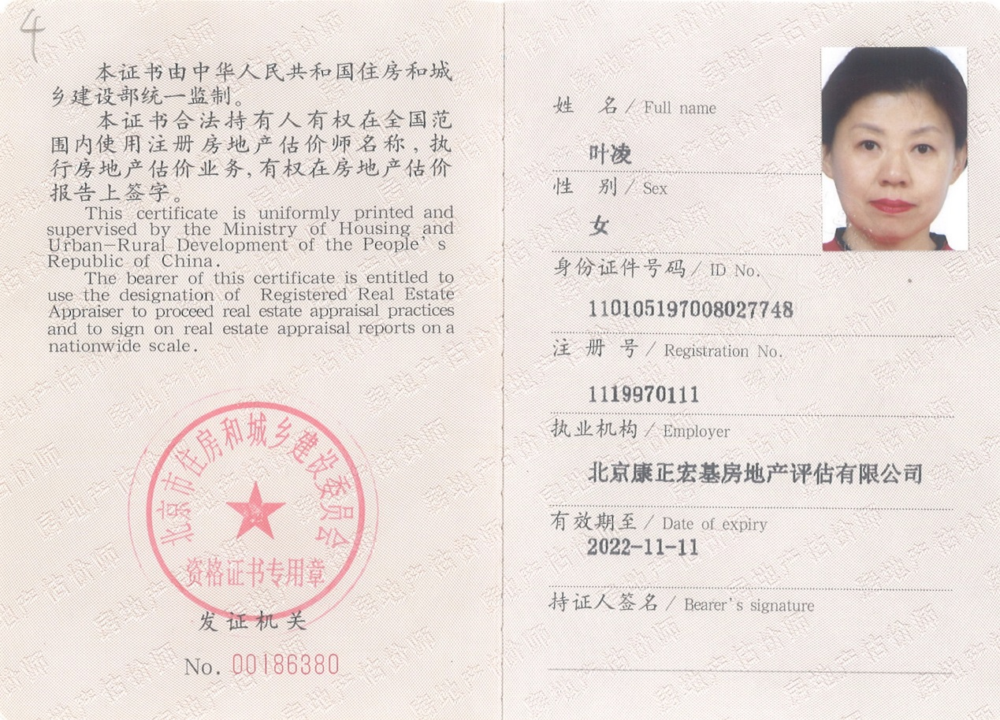 4
本证书由中华人民共和国住房和城
乡建设部统一监制。
本证书合法持有人有权在全国范
围内使用注册房地产估价师名称，执
行房地产估价业务，有权在房地产估价
报告上签字。
This certificate is uniformly printed and
supervised by the Ministry of Housing and
Urban-Rural Development of the People's
Republic of China.
The bearer of this certificate is entitled to
use the designation of Registered Real Estate
Appraiser to proceed real estate appraisal practices
and to sign on real estate appraisal reports on a
nationwide scale.
北京市住房和城乡建设委员会
资格证书专用章
发证机关
No. 00186380
姓 名 / Full name
叶凌
性 别 / Sex
女
身份证件号码 / ID No.
110105197008027748
注 册 号 / Registration No.
1119970111
执业机构 / Employer
北京康正宏基房地产评估有限公司
有效期至 / Date of expiry
2022-11-11
持证人签名 / Bearer's signature
房地产估价师